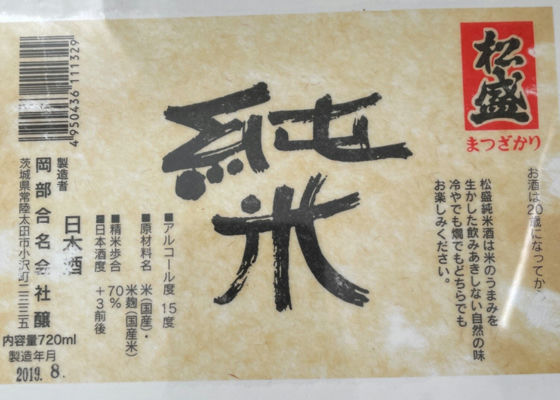 松盛
まつざかり
お酒は20歳になってか
松盛純米酒は米のうまみを
生かした飲みあきしない自然の味
冷やでも燗でもどちらでも
お楽しみください。
純米
■アルコール度 15度
■原材料名 米(国産)・
米麹(国産米)
■精米歩合 70%
■日本酒度 +3前後
日本酒
製造者
岡部合名会社醸
茨城県常陸太田市小沢町二三三五
4950436111329
内容量720ml
製造年月
2019. 8.